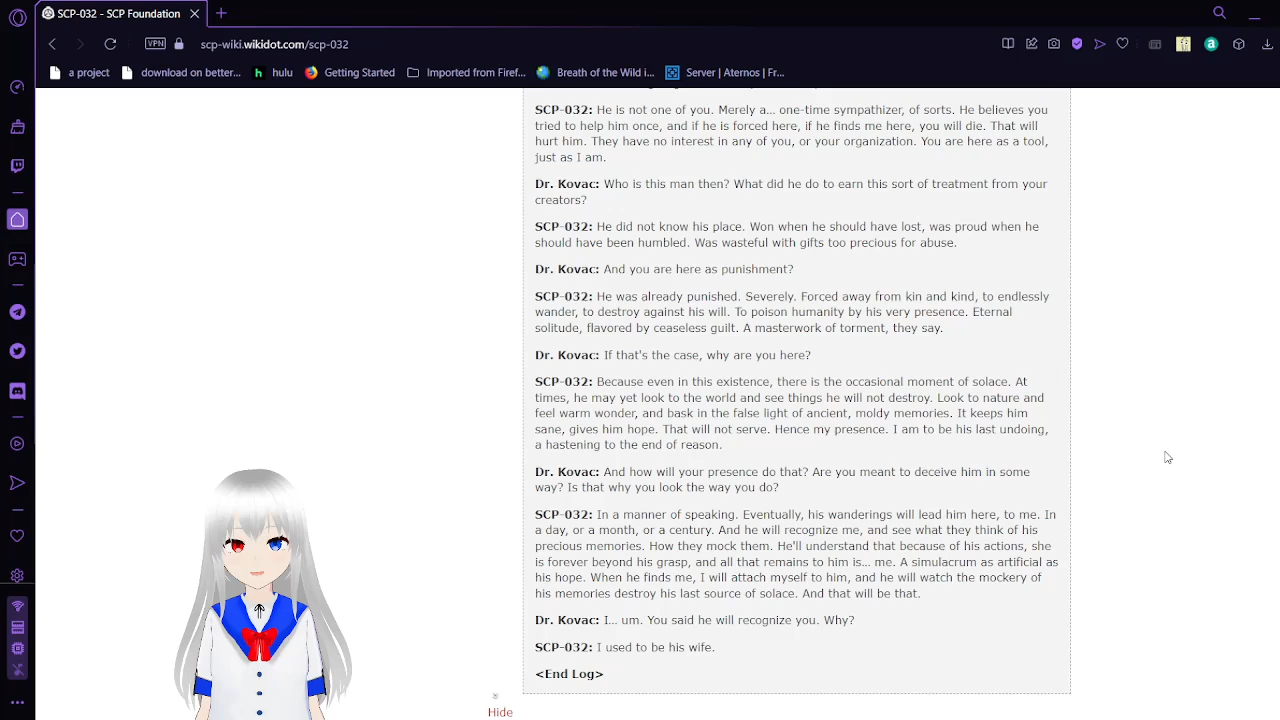 SCP-032 - SCP Foundation
VPN
scp-wiki.wikidot.com/scp-032
a project
download on better...
hulu
Getting Started
Imported from Firef...
Breath of the Wild i...
Server | Aternos | Fr...
SCP-032: He is not one of you. Merely a... one-time sympathizer, of sorts. He believes you
tried to help him once, and if he is forced here, if he finds me here, you will die. That will
hurt him. They have no interest in any of you, or your organization. You are here as a tool,
just as I am.
Dr. Kovac: Who is this man then? What did he do to earn this sort of treatment from your
creators?
SCP-032: He did not know his place. Won when he should have lost, was proud when he
should have been humbled. Was wasteful with gifts too precious for abuse.
Dr. Kovac: And you are here as punishment?
SCP-032: He was already punished. Severely. Forced away from kin and kind, to endlessly
wander, to destroy against his will. To poison humanity by his very presence. Eternal
solitude, flavored by ceaseless guilt. A masterwork of torment, they say.
Dr. Kovac: If that's the case, why are you here?
SCP-032: Because even in this existence, there is the occasional moment of solace. At
times, he may yet look to the world and see things he will not destroy. Look to nature and
feel warm wonder, and bask in the false light of ancient, moldy memories. It keeps him
sane, gives him hope. That will not serve. Hence my presence. I am to be his last undoing,
a hastening to the end of reason.
Dr. Kovac: And how will your presence do that? Are you meant to deceive him in some
way? Is that why you look the way you do?
SCP-032: In a manner of speaking. Eventually, his wanderings will lead him here, to me. In
a day, or a month, or a century. And he will recognize me, and see what they think of his
precious memories. How they mock them. He'll understand that because of his actions, she
is forever beyond his grasp, and all that remains to him is... me. A simulacrum as artificial as
his hope. When he finds me, I will attach myself to him, and he will watch the mockery of
his memories destroy his last source of solace. And that will be that.
Dr. Kovac: I... um. You said he will recognize you. Why?
SCP-032: I used to be his wife.
<End Log>
Hide